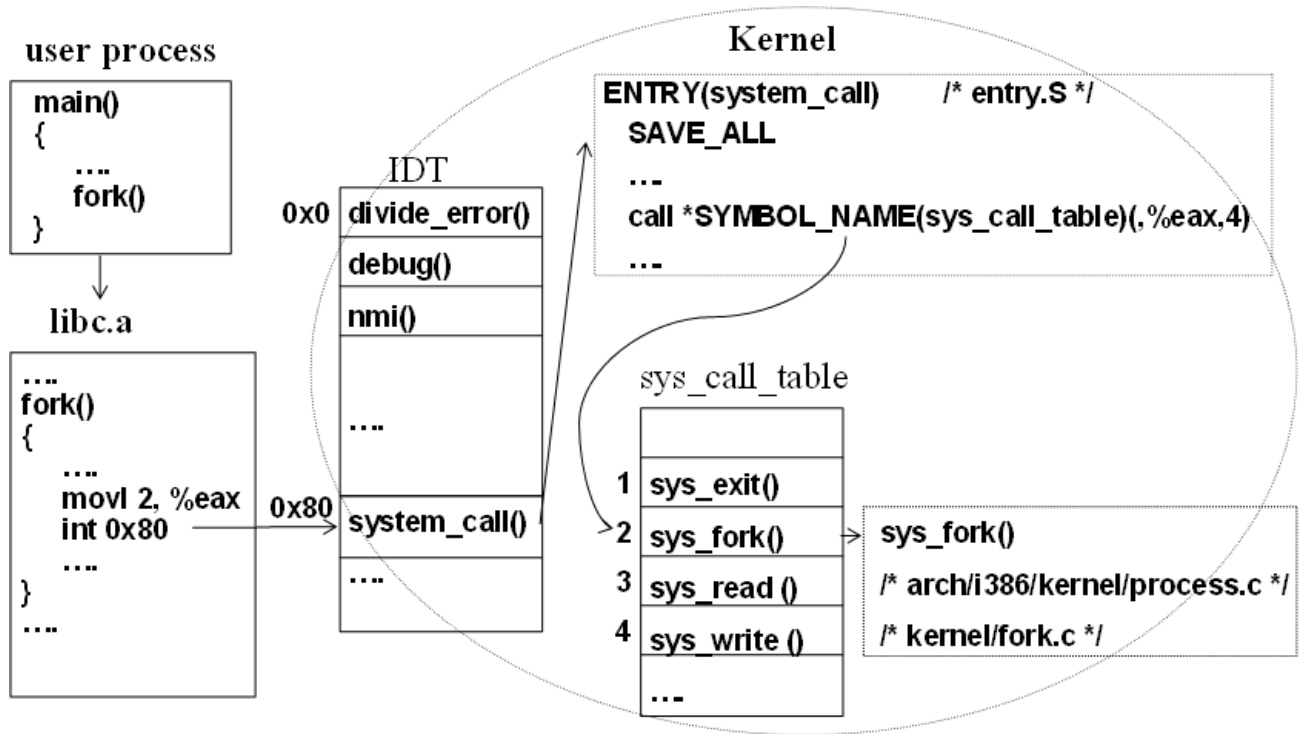 user process
main()
{
....
fork()
}
libc.a
....
fork()
{
....
movl 2, %eax
int 0x80
....
}
....
Kernel
IDT
0x0 divide_error()
debug()
nmi()
....
0x80 system_call()
....
ENTRY(system_call) /* entry.S */
SAVE_ALL
....
call *SYMBOL_NAME(sys_call_table)(,%eax,4)
....
sys_call_table
1 sys_exit()
2 sys_fork()
3 sys_read ()
4 sys_write ()
....
sys_fork()
/* arch/i386/kernel/process.c */
/* kernel/fork.c */